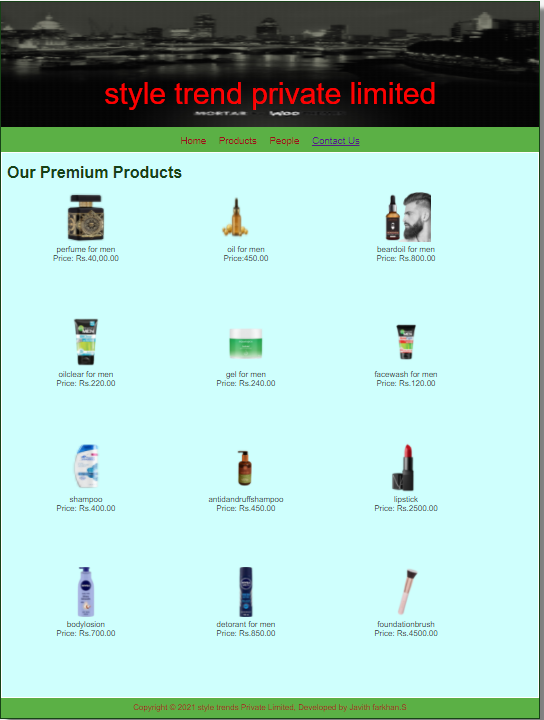 style trend private limited
MORTAR
Home Products People Contact Us
Our Premium Products
perfume for men oil for men beardoil for men
Price: Rs.40,00.00 Price:450.00 Price: Rs.800.00
MEN MEN
oilclear for men gel for men facewash for men
Price: Rs.220.00 Price: Rs.240.00 Price: Rs.120.00
shampoo antidandruffshampoo lipstick
Price: Rs.400.00 Price: Rs.450.00 Price: Rs.2500.00
NIVEA NIVEA
bodylosion detorant for men foundationbrush
Price: Rs.700.00 Price: Rs.850.00 Price: Rs.4500.00
Copyright © 2021 style trends Private Limited, Developed by Javith farkhan.S